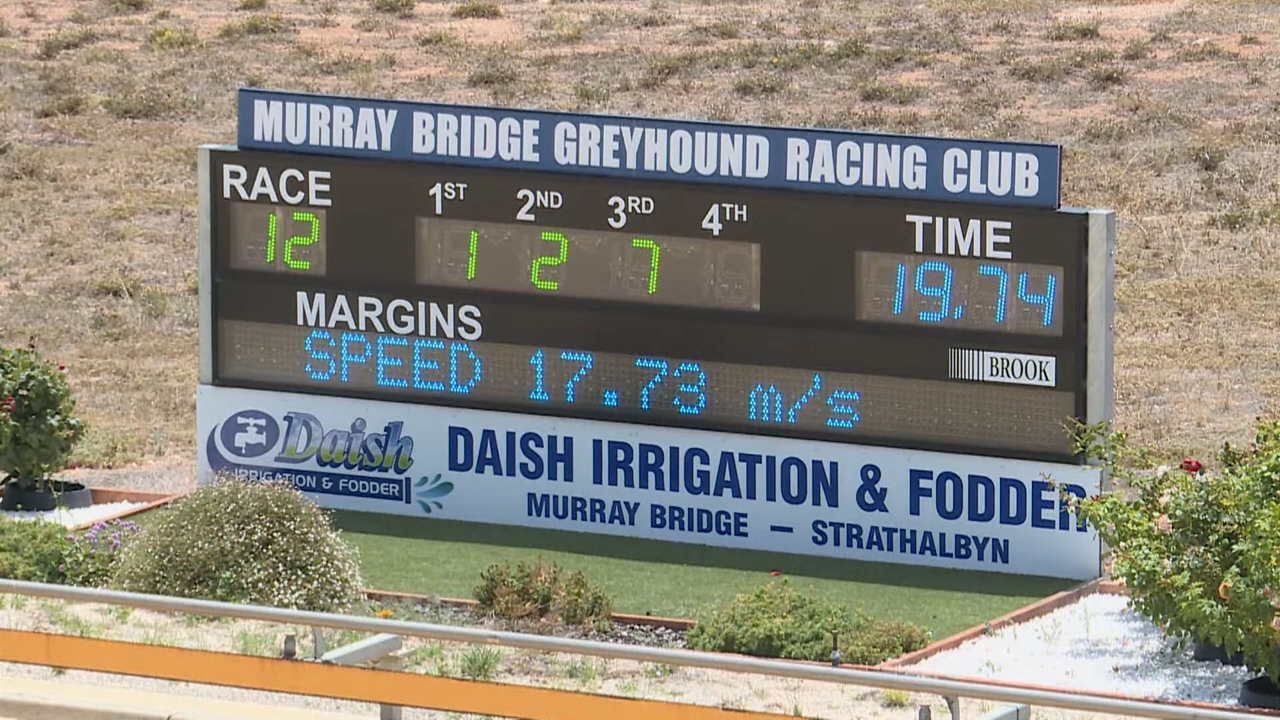 MURRAY BRIDGE GREYHOUND RACING CLUB
RACE 1ST 2ND 3RD 4TH TIME
12 1 2 7 19.74
MARGINS
SPEED 17.73 m/s
BROOK
Daish
IRRIGATION & FODDER
DAISH IRRIGATION & FODDER
MURRAY BRIDGE — STRATHALBYN